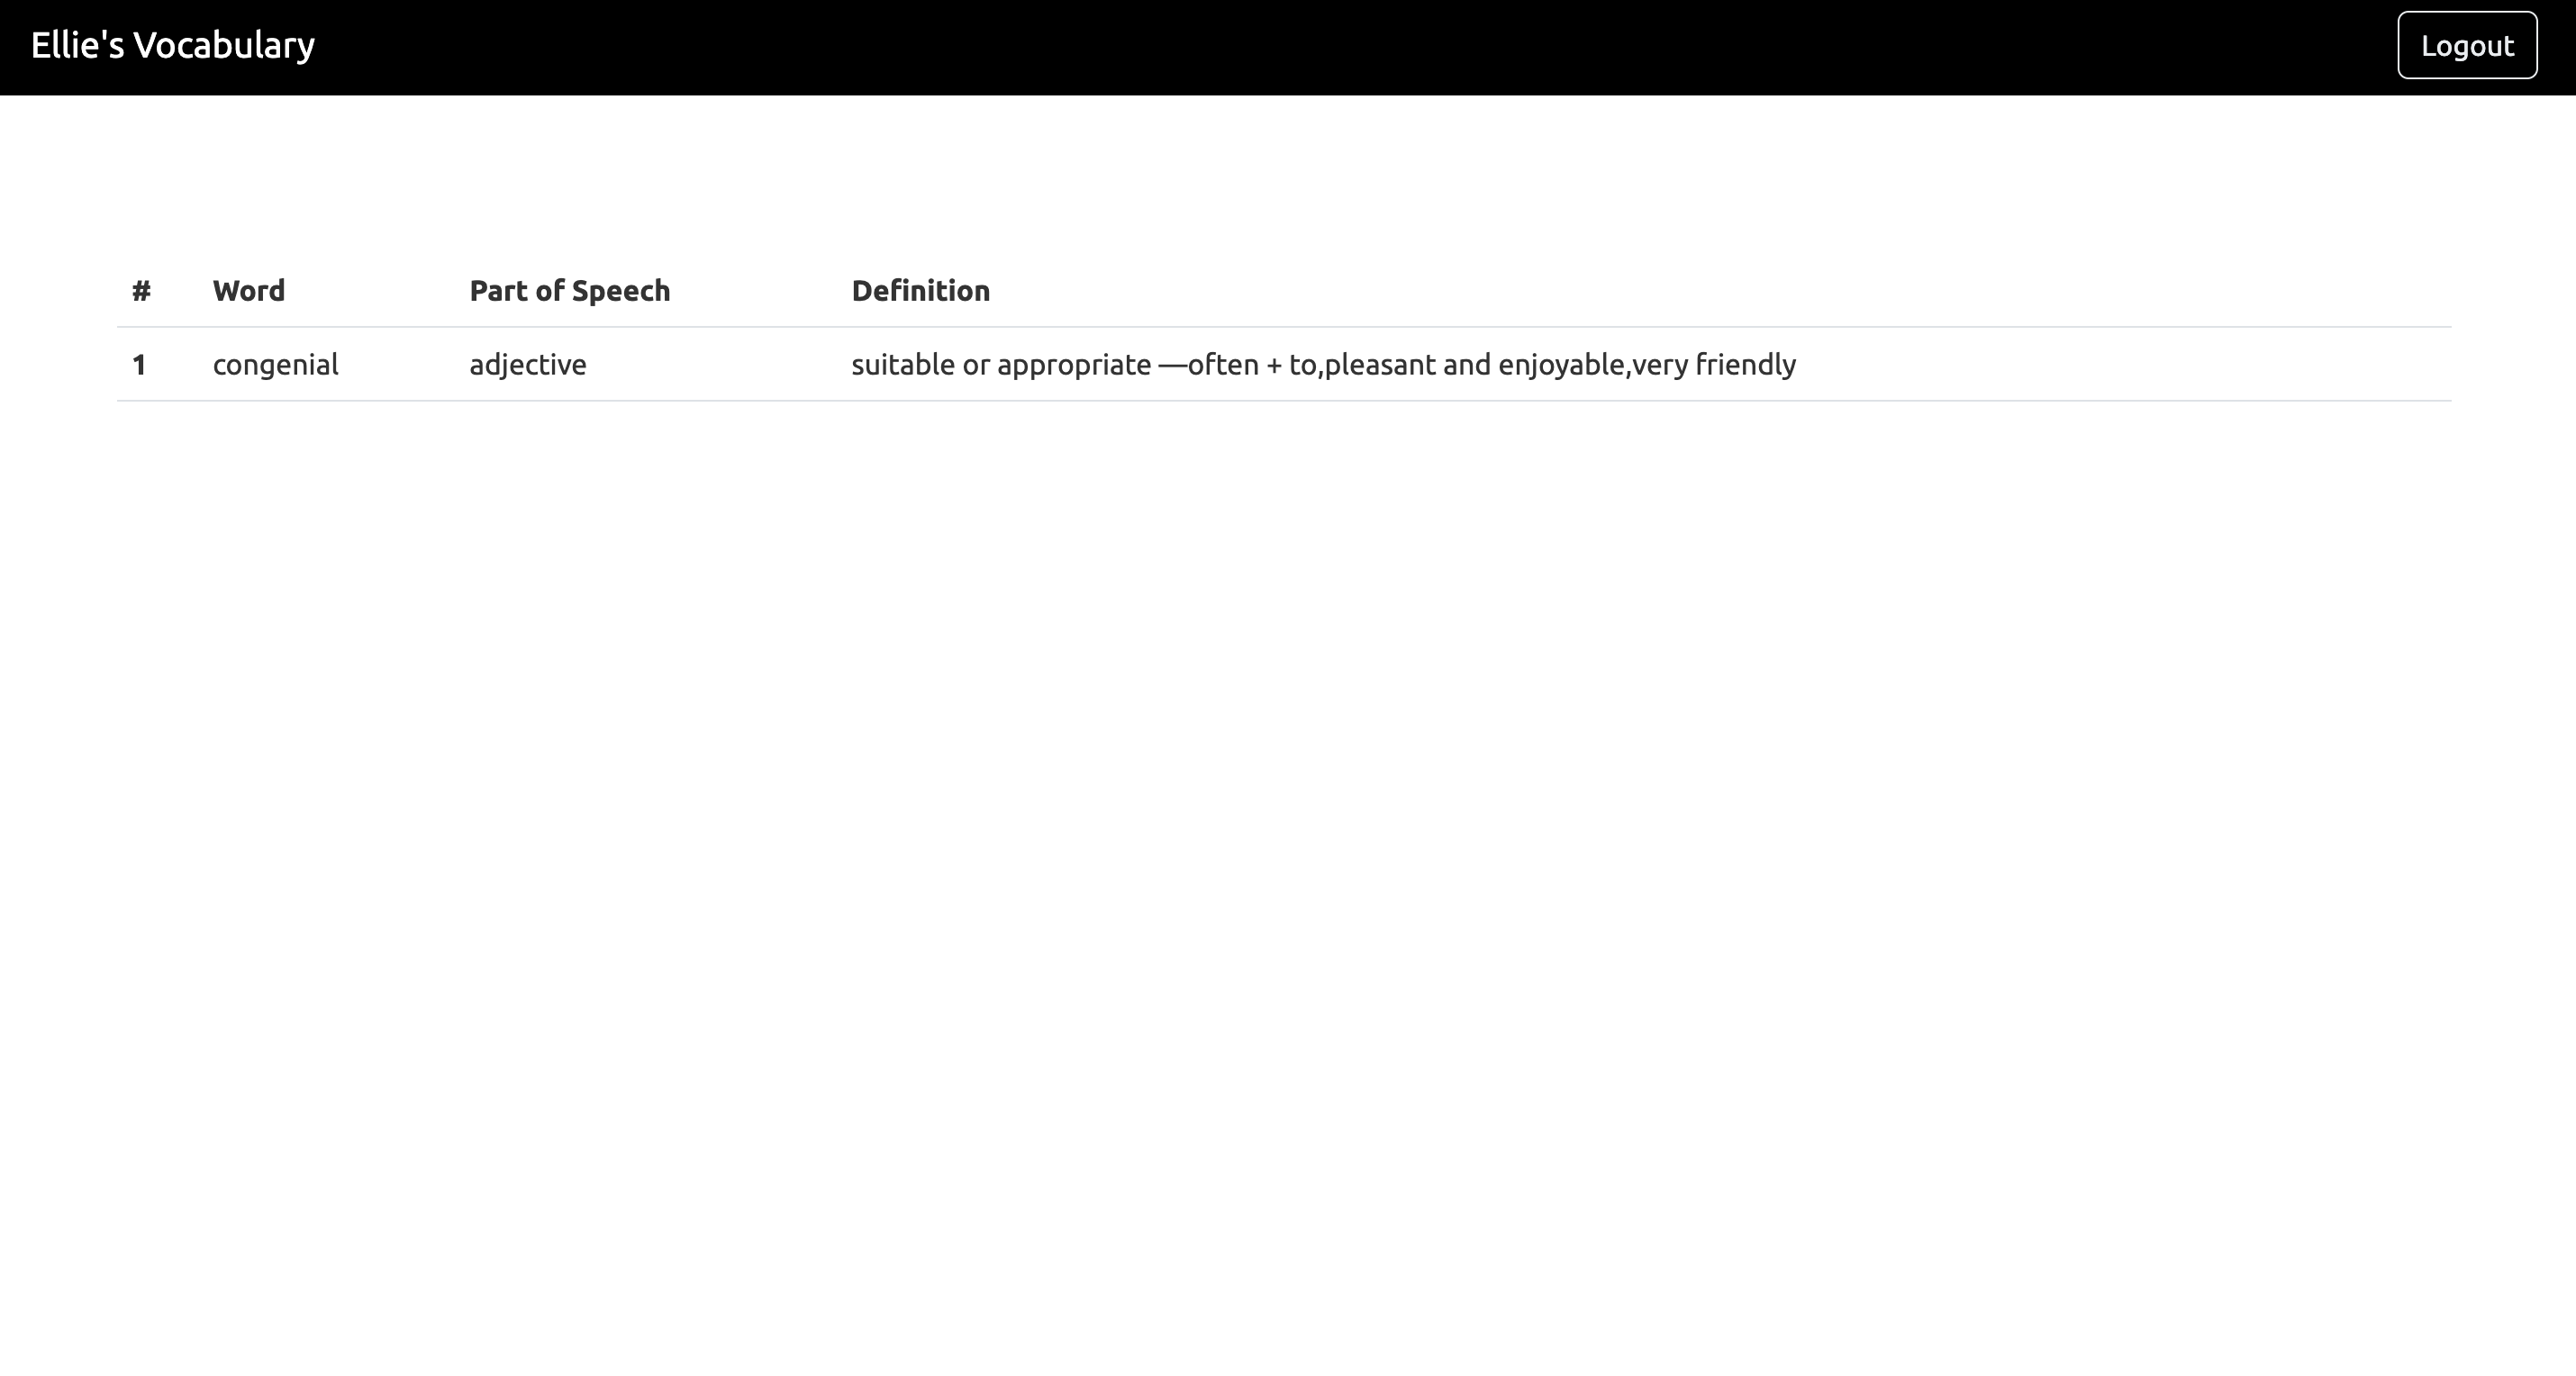 Ellie's Vocabulary Logout
# Word Part of Speech Definition
1 congenial adjective suitable or appropriate —often + to,pleasant and enjoyable,very friendly